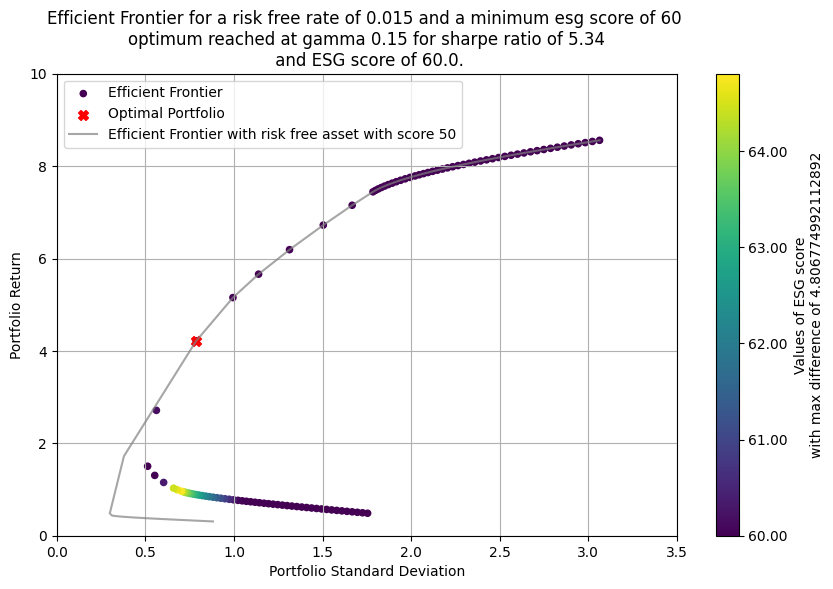 Efficient Frontier for a risk free rate of 0.015 and a minimum esg score of 60
optimum reached at gamma 0.15 for sharpe ratio of 5.34
and ESG score of 60.0.
Efficient Frontier
Optimal Portfolio
Efficient Frontier with risk free asset with score 50
Portfolio Return
10
8
6
4
2
0
0.0
0.5
1.0
1.5
2.0
2.5
3.0
3.5
Portfolio Standard Deviation
64.00
63.00
62.00
61.00
60.00
Values of ESG score
with max difference of 4.806774992112892